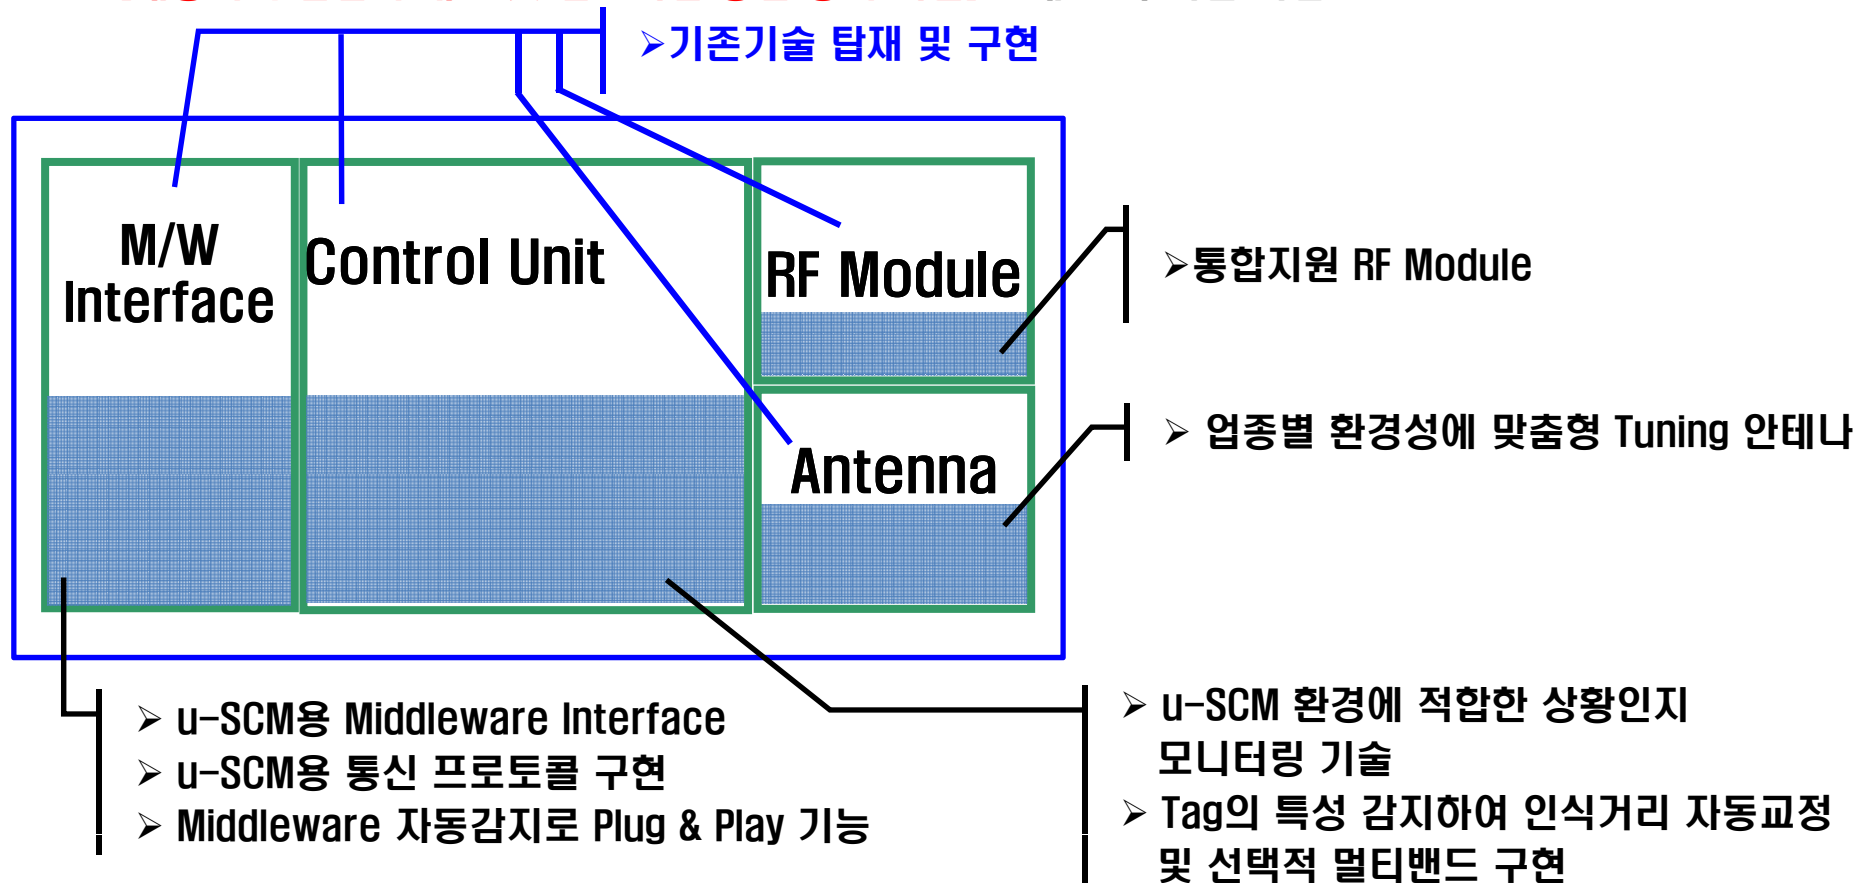 ➢기존기술 탑재 및 구현
M/W
Interface
Control Unit
RF Module
Antenna
➢통합지원 RF Module
➢ 업종별 환경성에 맞춤형 Tuning 안테나
➢ u-SCM용 Middleware Interface
➢ u-SCM용 통신 프로토콜 구현
➢ Middleware 자동감지로 Plug & Play 기능
➢ u-SCM 환경에 적합한 상황인지
모니터링 기술
➢ Tag의 특성 감지하여 인식거리 자동교정
및 선택적 멀티밴드 구현